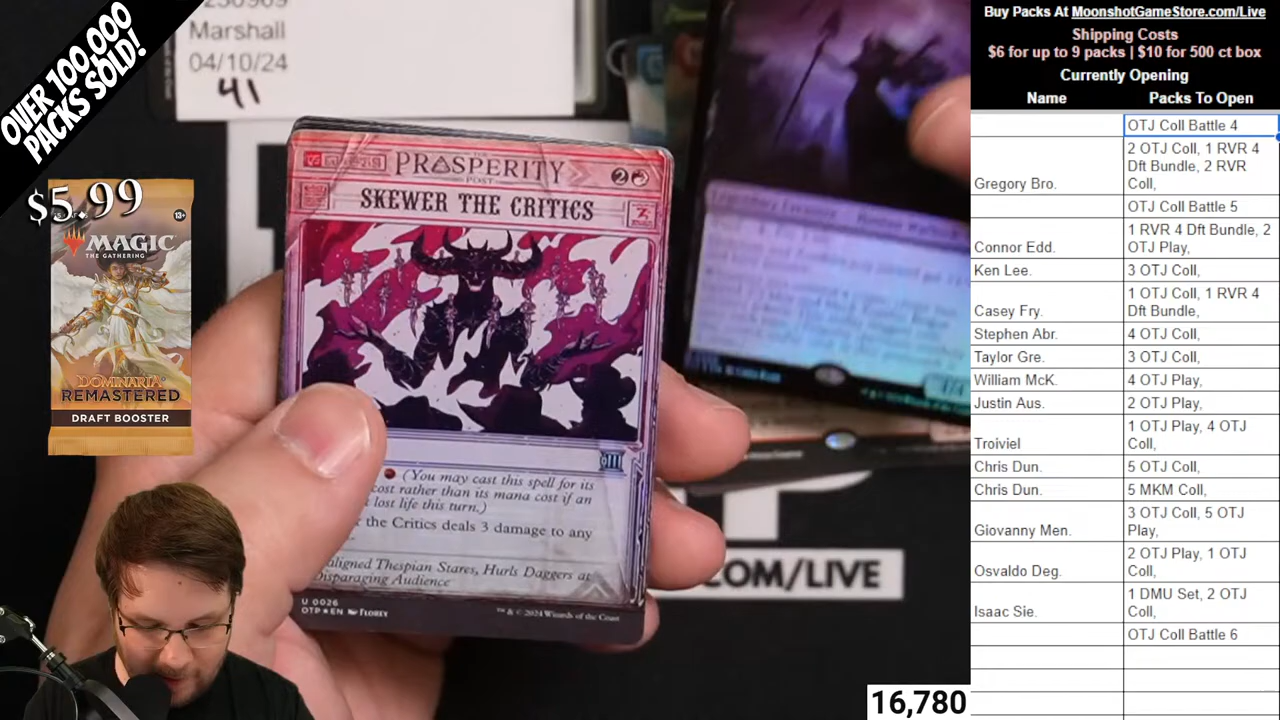 OVER 100,000
PACKS SOLD!
$5.99
13+
MAGIC
THE GATHERING
DOMINARIA
REMASTERED
DRAFT BOOSTER
Marshall
04/10/24
41
PROSPERITY
POST
2
SKEWER THE CRITICS
(You may cast this spell for its
cost rather than its mana cost if an
lost life this turn.)
the Critics deals 3 damage to any
aligned Thespian Stares, Hurls Daggers at
Disparaging Audience
U 0026
OTP EN FLOREY
™ & © 2024 Wizards of the Coast
.COM/LIVE
16,780
Buy Packs At MoonshotGameStore.com/Live
Shipping Costs
$6 for up to 9 packs | $10 for 500 ct box
Currently Opening
Name Packs To Open
OTJ Coll Battle 4
2 OTJ Coll, 1 RVR 4
Dft Bundle, 2 RVR
Gregory Bro. Coll,
OTJ Coll Battle 5
1 RVR 4 Dft Bundle, 2
Connor Edd. OTJ Play,
Ken Lee. 3 OTJ Coll,
1 OTJ Coll, 1 RVR 4
Casey Fry. Dft Bundle,
Stephen Abr. 4 OTJ Coll,
Taylor Gre. 3 OTJ Coll,
William McK. 4 OTJ Play,
Justin Aus. 2 OTJ Play,
1 OTJ Play, 4 OTJ
Troiviel Coll,
Chris Dun. 5 OTJ Coll,
Chris Dun. 5 MKM Coll,
3 OTJ Coll, 5 OTJ
Giovanny Men. Play,
2 OTJ Play, 1 OTJ
Osvaldo Deg. Coll,
1 DMU Set, 2 OTJ
Isaac Sie. Coll,
OTJ Coll Battle 6